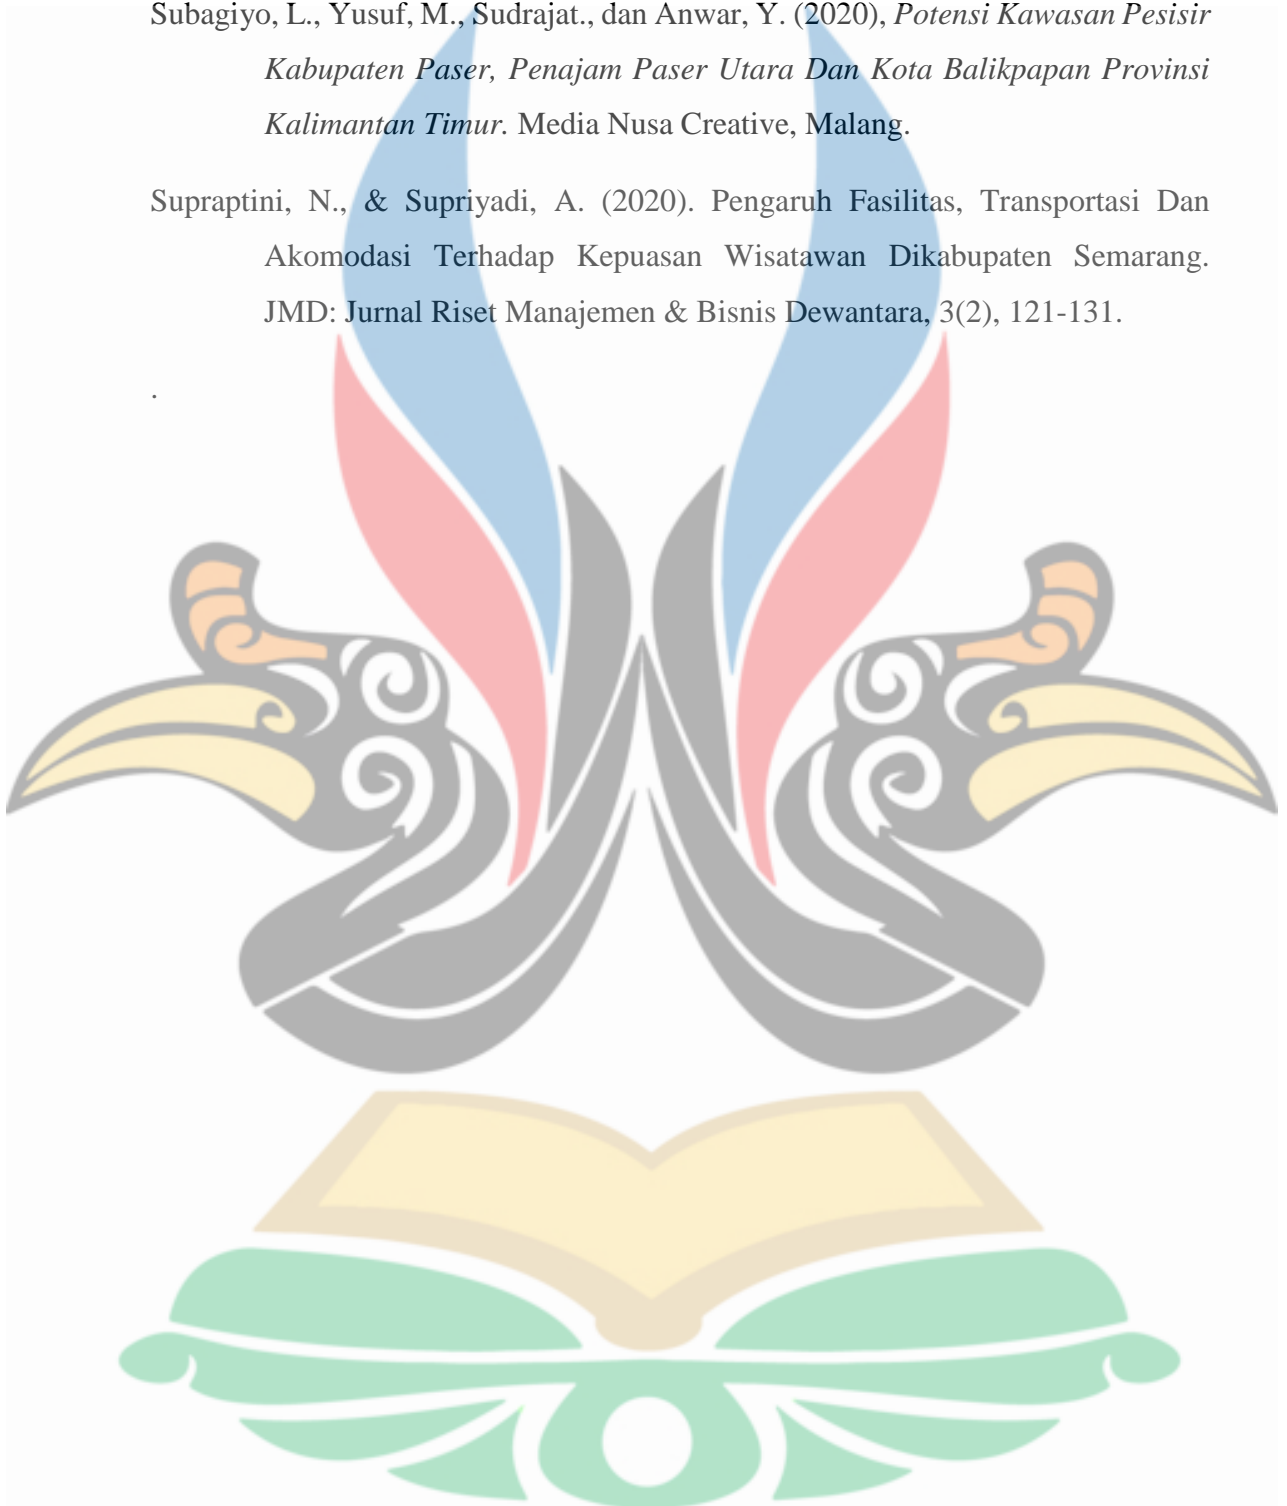 Subagiyo, L., Yusuf, M., Sudrajat., dan Anwar, Y. (2020), Potensi Kawasan Pesisir
Kabupaten Paser, Penajam Paser Utara Dan Kota Balikpapan Provinsi
Kalimantan Timur. Media Nusa Creative, Malang.
Supraptini, N., & Supriyadi, A. (2020). Pengaruh Fasilitas, Transportasi Dan
Akomodasi Terhadap Kepuasan Wisatawan Dikabupaten Semarang.
JMD: Jurnal Riset Manajemen & Bisnis Dewantara, 3(2), 121-131.
.